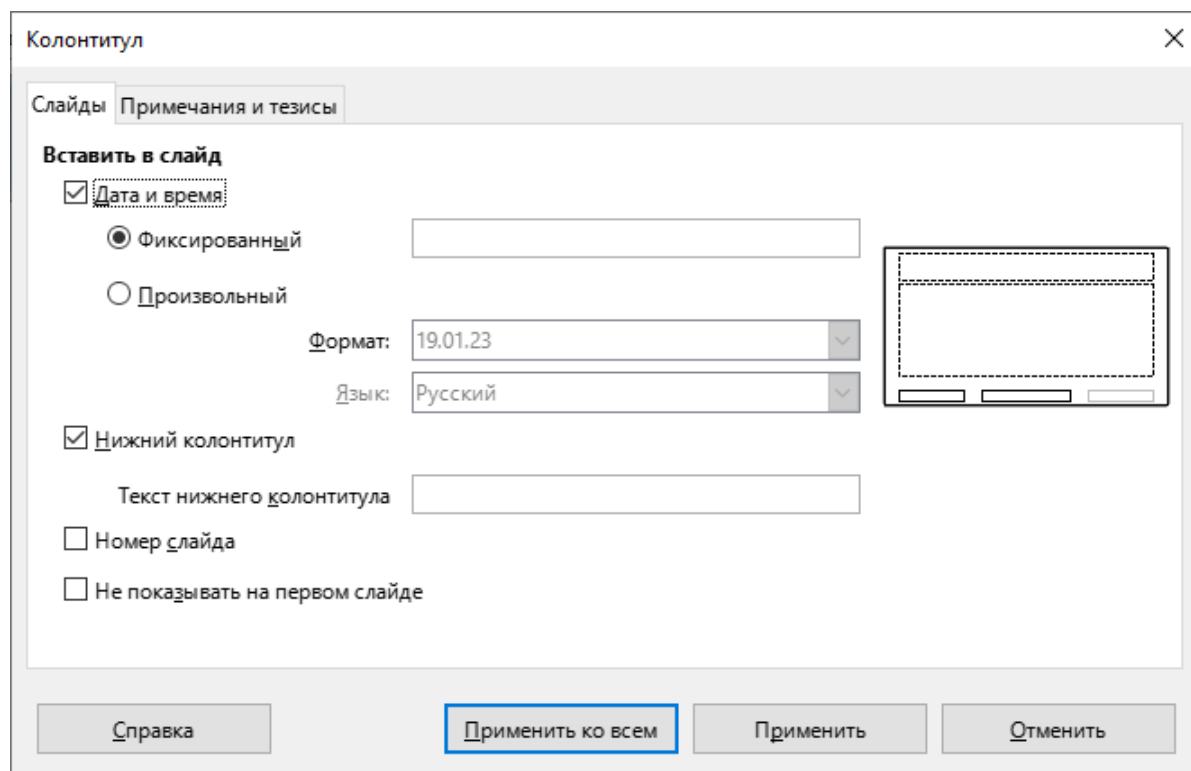 Колонтитул
Слайды Примечания и тезисы
Вставить в слайд
Дата и время
Фиксированный
Произвольный
Формат: 19.01.23
Язык: Русский
Нижний колонтитул
Текст нижнего колонтитула
Номер слайда
Не показывать на первом слайде
Справка Применить ко всем Применить Отменить